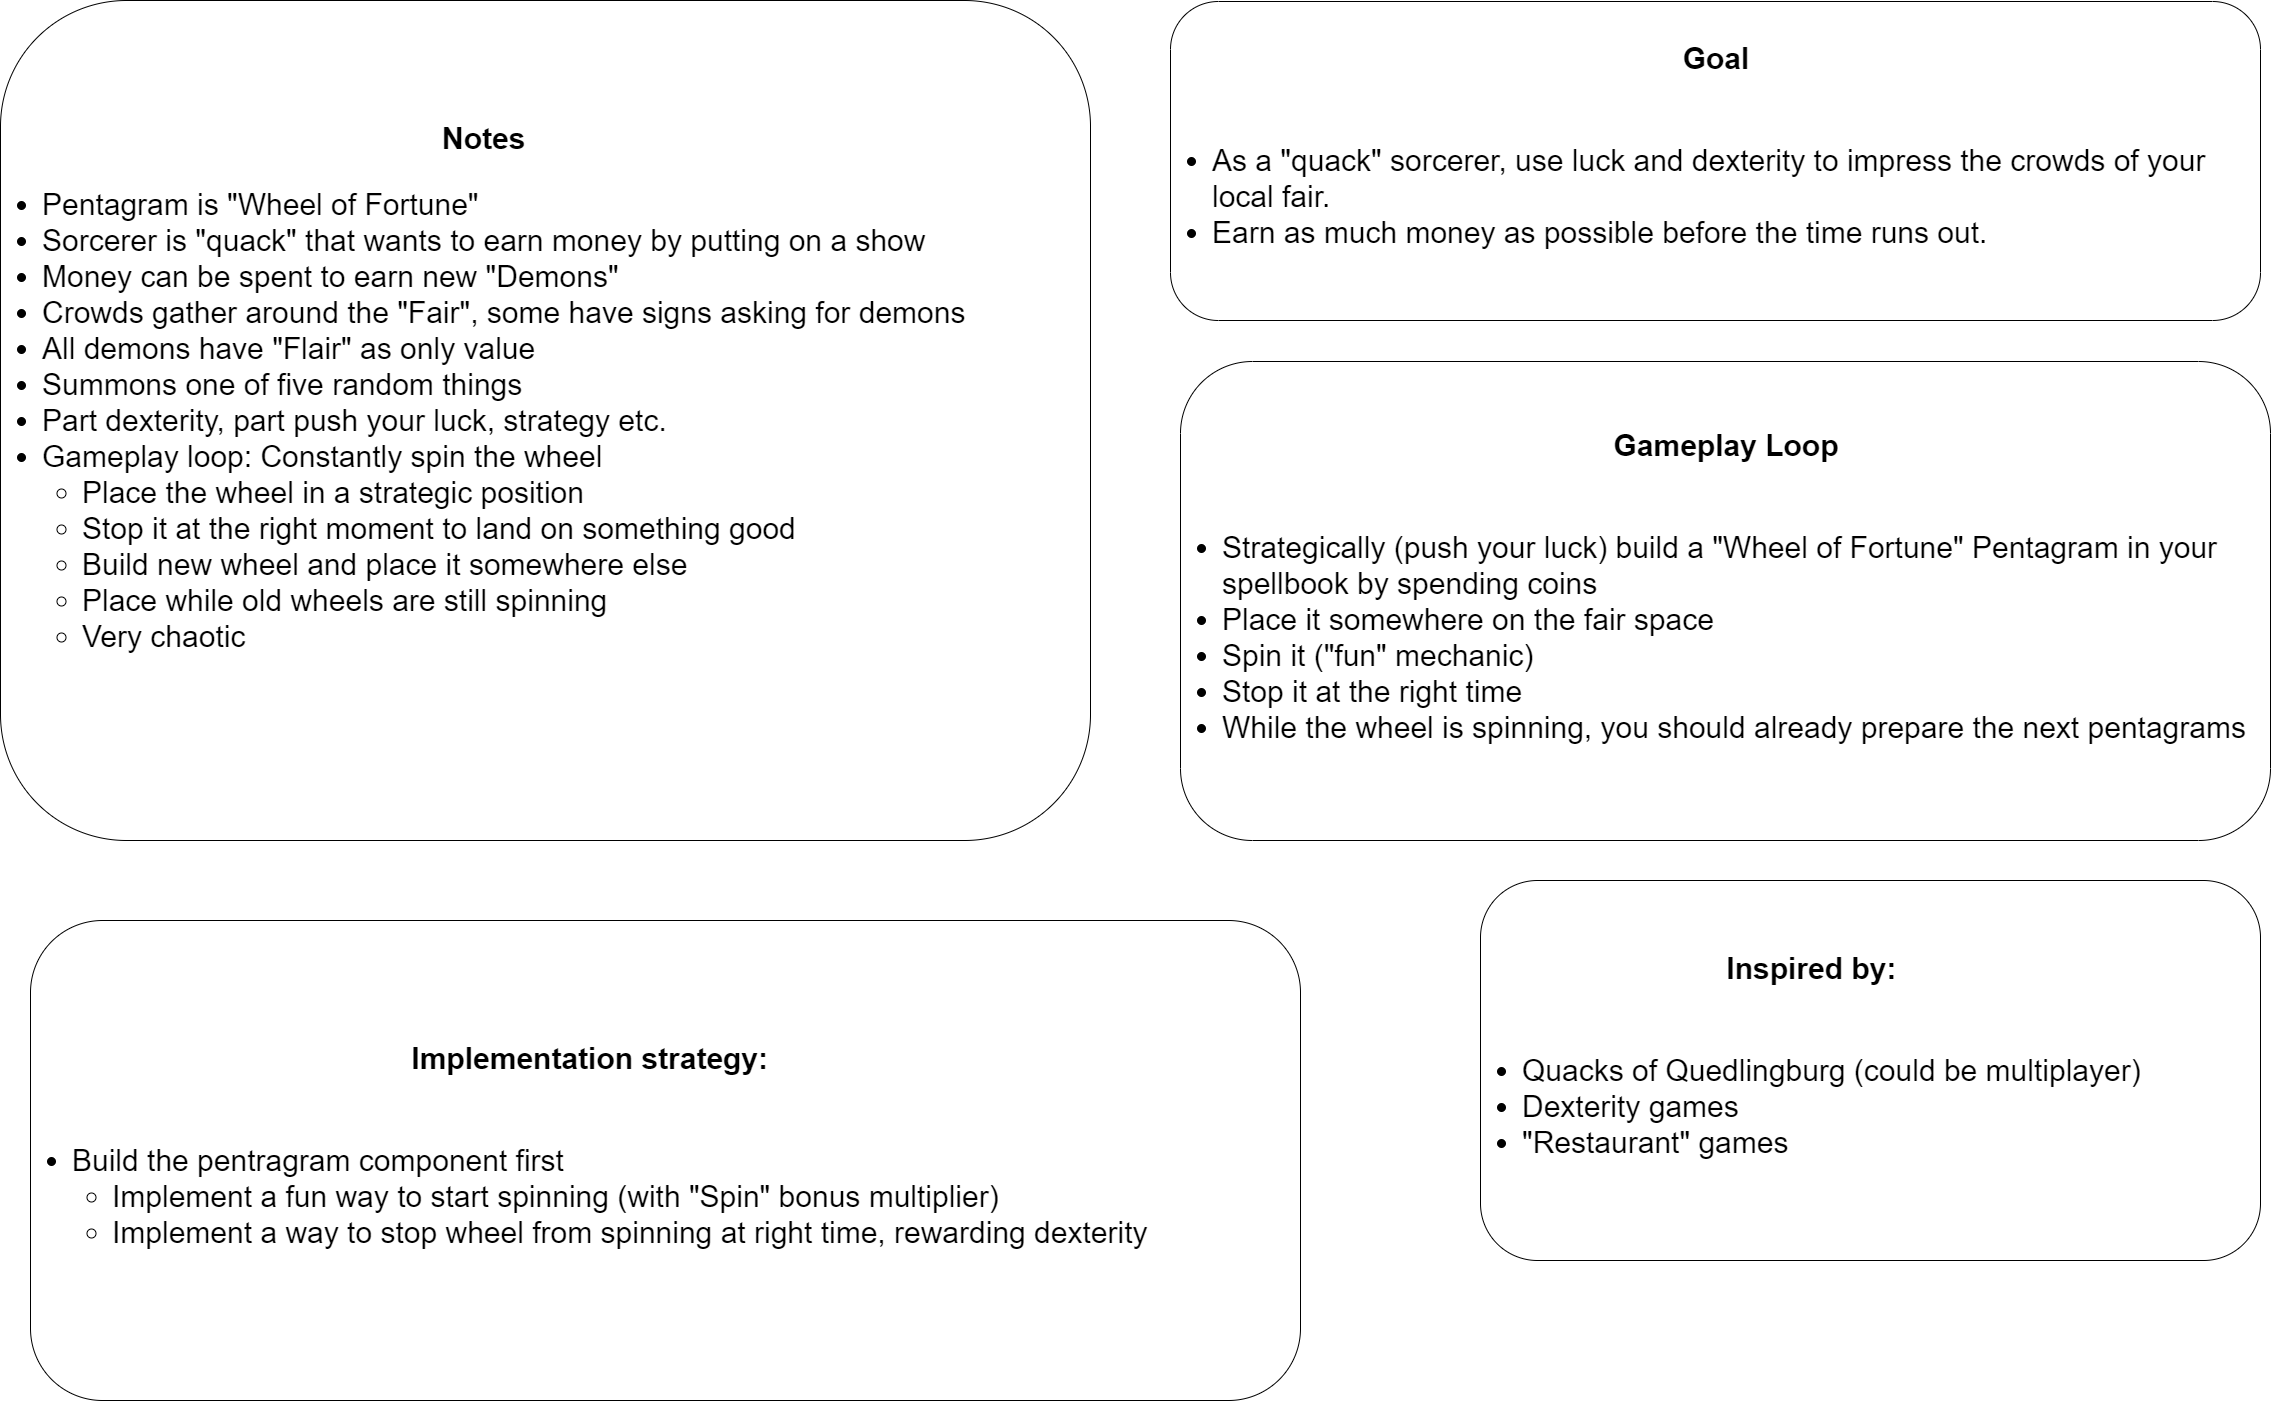 Notes
Pentagram is "Wheel of Fortune"
Sorcerer is "quack" that wants to earn money by putting on a show
Money can be spent to earn new "Demons"
Crowds gather around the "Fair", some have signs asking for demons
All demons have "Flair" as only value
Summons one of five random things
Part dexterity, part push your luck, strategy etc.
Gameplay loop: Constantly spin the wheel
Place the wheel in a strategic position
Stop it at the right moment to land on something good
Build new wheel and place it somewhere else
Place while old wheels are still spinning
Very chaotic
Goal
As a "quack" sorcerer, use luck and dexterity to impress the crowds of your
local fair.
Earn as much money as possible before the time runs out.
Gameplay Loop
Strategically (push your luck) build a "Wheel of Fortune" Pentagram in your
spellbook by spending coins
Place it somewhere on the fair space
Spin it ("fun" mechanic)
Stop it at the right time
While the wheel is spinning, you should already prepare the next pentagrams
Implementation strategy:
Build the pentragram component first
Implement a fun way to start spinning (with "Spin" bonus multiplier)
Implement a way to stop wheel from spinning at right time, rewarding dexterity
Inspired by:
Quacks of Quedlingburg (could be multiplayer)
Dexterity games
"Restaurant" games